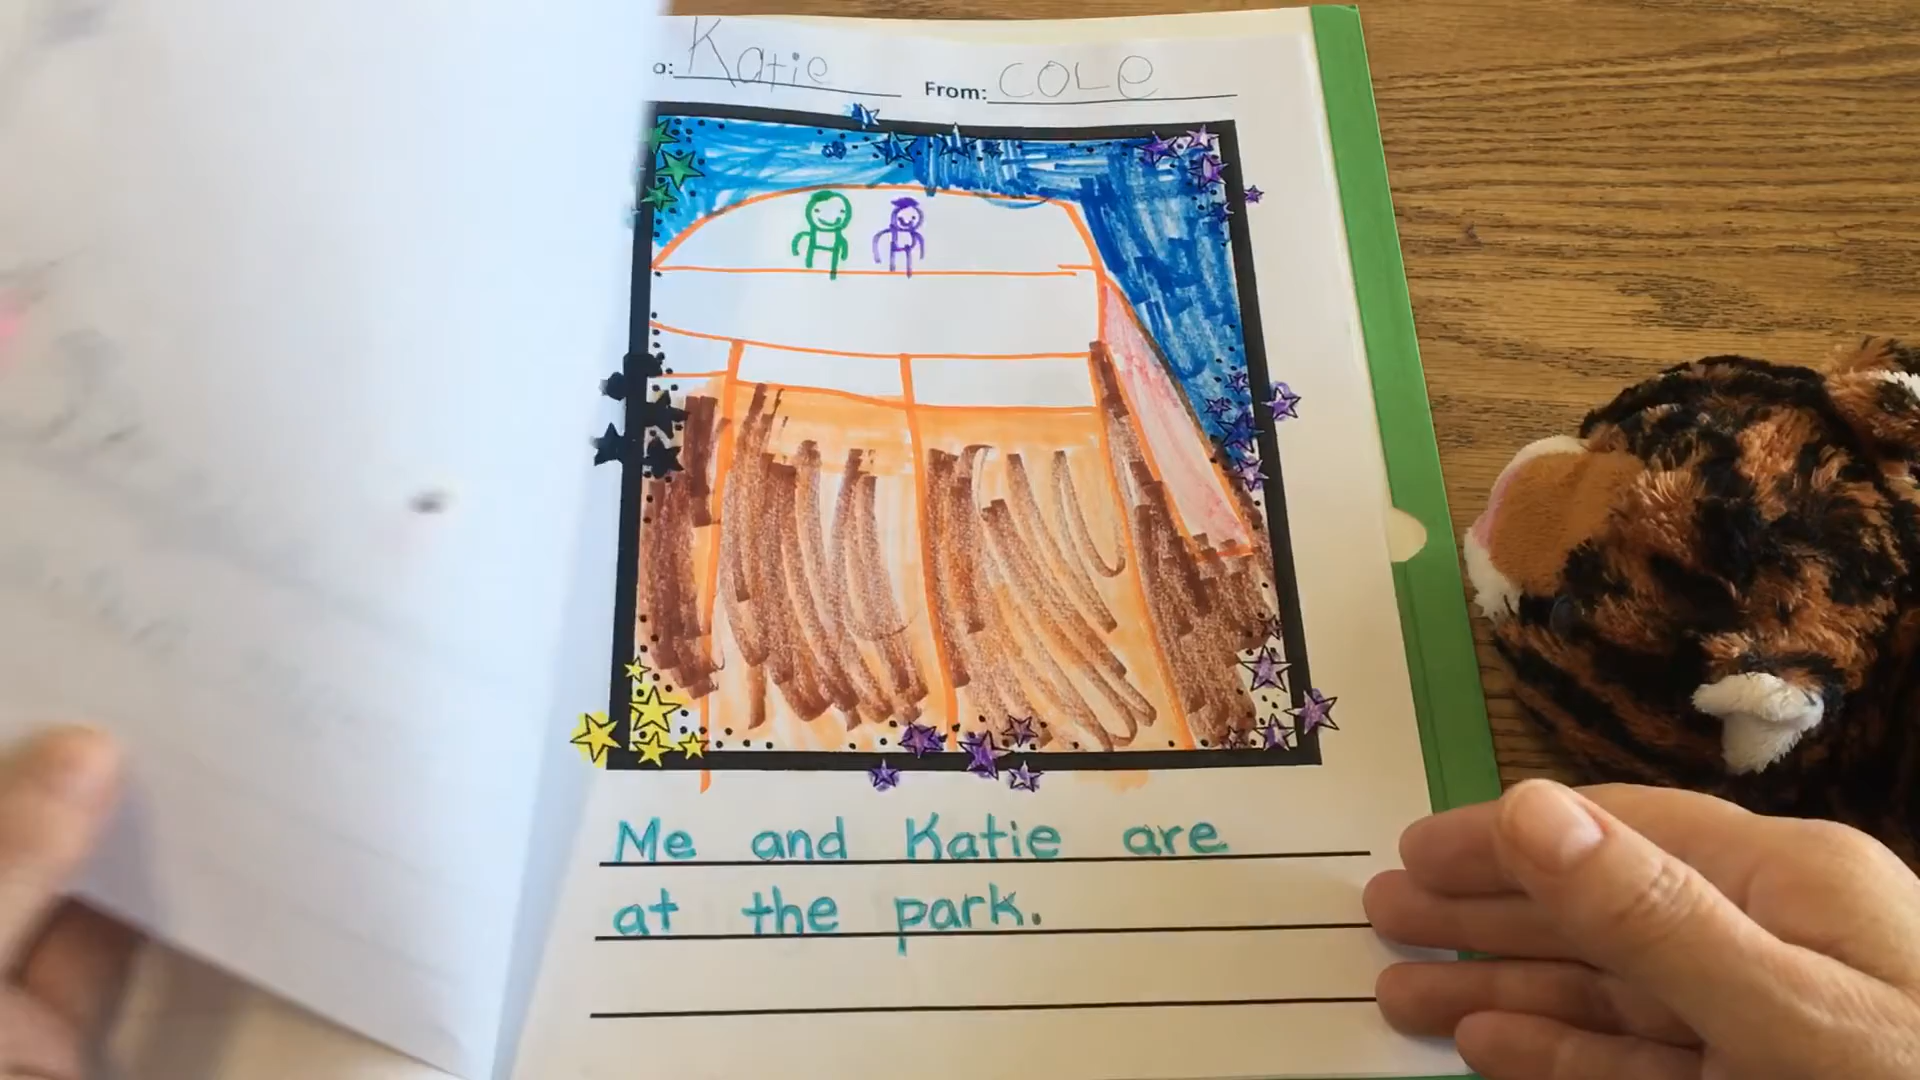 o: Katie From: COLe
Me and Katie are
at the park.